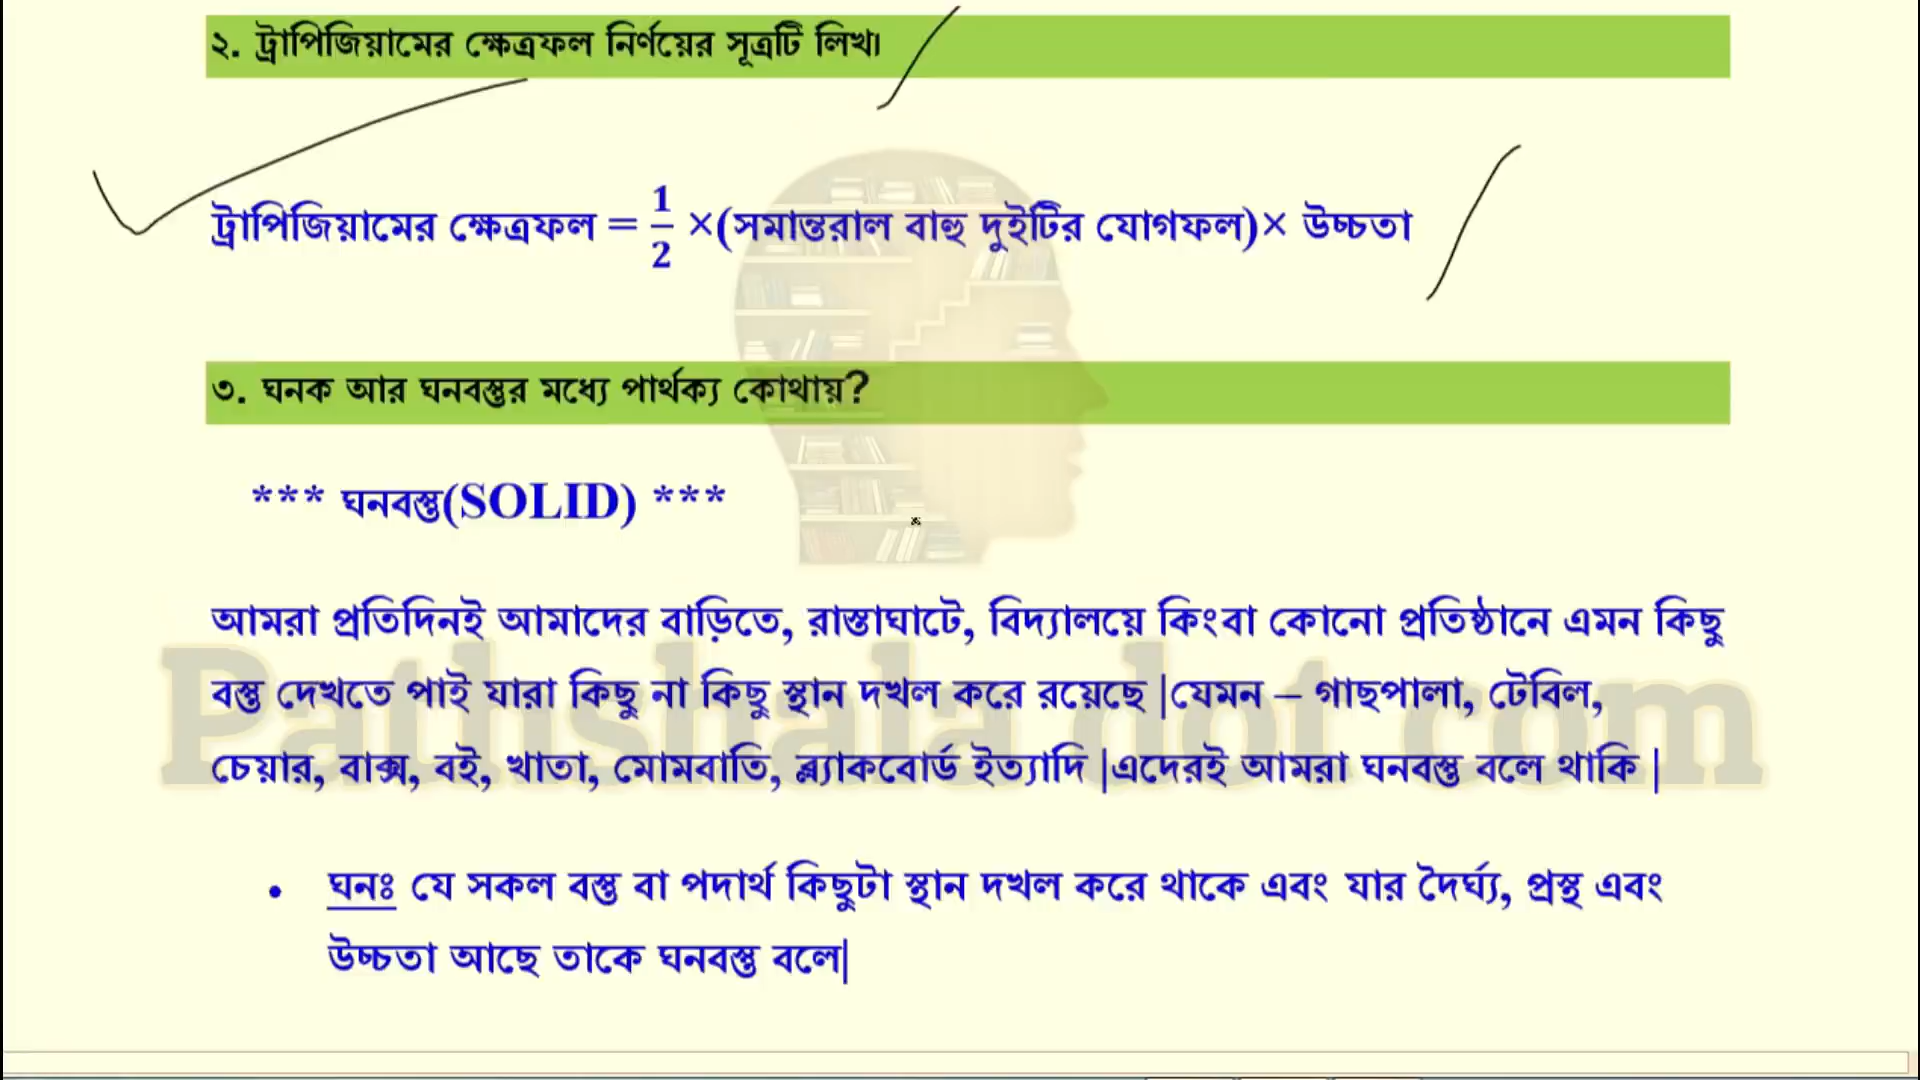 ২. ট্রাপিজিয়ামের ক্ষেত্রফল নির্ণয়ের সূত্রটি লিখ।
ট্রাপিজিয়ামের ক্ষেত্রফল = 1/2 ×(সমান্তরাল বাহু দুইটির যোগফল)× উচ্চতা
৩. ঘনক আর ঘনবস্তুর মধ্যে পার্থক্য কোথায়?
*** ঘনবস্তু(SOLID) ***
আমরা প্রতিদিনই আমাদের বাড়িতে, রাস্তাঘাটে, বিদ্যালয়ে কিংবা কোনো প্রতিষ্ঠানে এমন কিছু
বস্তু দেখতে পাই যারা কিছু না কিছু স্থান দখল করে রয়েছে |যেমন – গাছপালা, টেবিল,
চেয়ার, বাক্স, বই, খাতা, মোমবাতি, ব্ল্যাকবোর্ড ইত্যাদি |এদেরই আমরা ঘনবস্তু বলে থাকি |
Pathshala dot com
• ঘনঃ যে সকল বস্তু বা পদার্থ কিছুটা স্থান দখল করে থাকে এবং যার দৈর্ঘ্য, প্রস্থ এবং
উচ্চতা আছে তাকে ঘনবস্তু বলে|